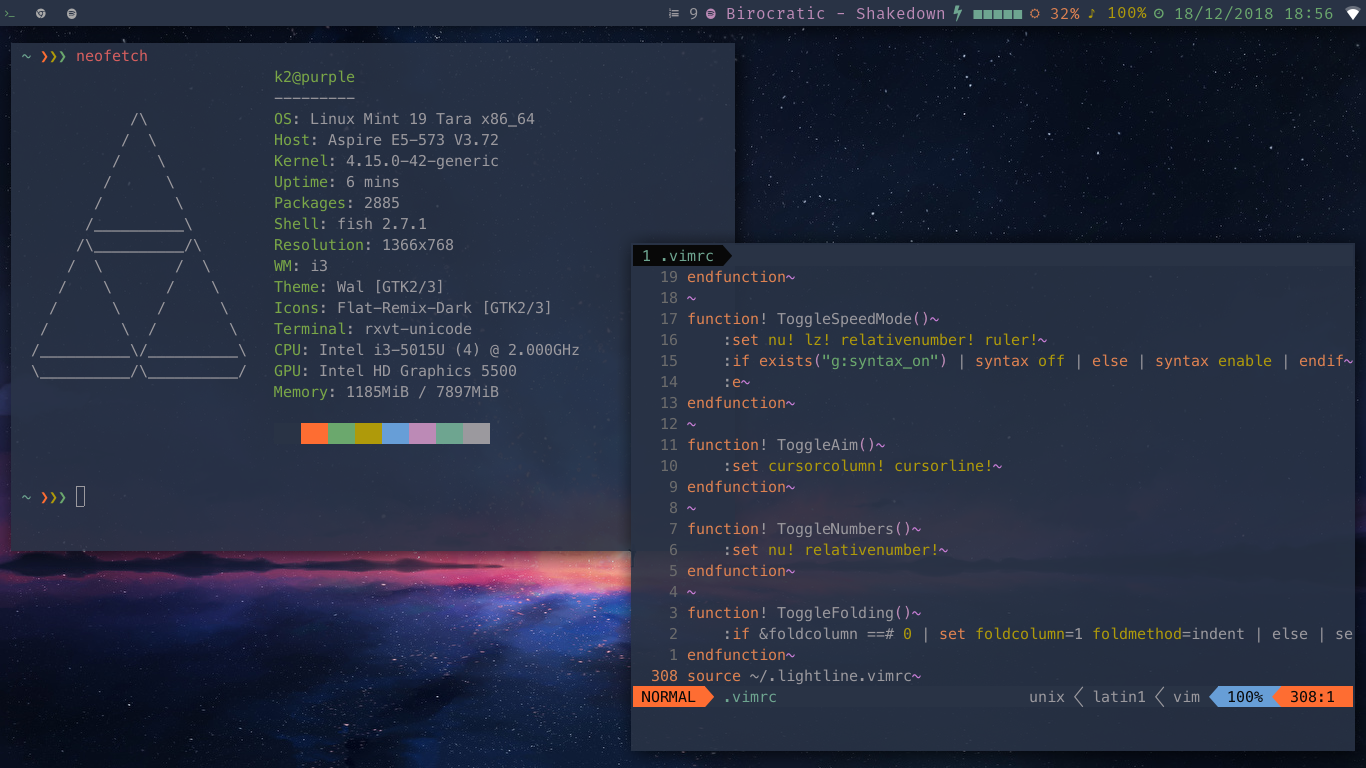 >_ 9 Birocratic - Shakedown 32% ♪ 100% 18/12/2018 18:56
~ ❯❯❯ neofetch
k2@purple
---------
OS: Linux Mint 19 Tara x86_64
Host: Aspire E5-573 V3.72
Kernel: 4.15.0-42-generic
Uptime: 6 mins
Packages: 2885
Shell: fish 2.7.1
Resolution: 1366x768
WM: i3
Theme: Wal [GTK2/3]
Icons: Flat-Remix-Dark [GTK2/3]
Terminal: rxvt-unicode
CPU: Intel i3-5015U (4) @ 2.000GHz
GPU: Intel HD Graphics 5500
Memory: 1185MiB / 7897MiB
~ ❯❯❯
1 .vimrc
19 endfunction~
18 ~
17 function! ToggleSpeedMode()~
16     :set nu! lz! relativenumber! ruler!~
15     :if exists("g:syntax_on") | syntax off | else | syntax enable | endif~
14     :e~
13 endfunction~
12 ~
11 function! ToggleAim()~
10     :set cursorcolumn! cursorline!~
9 endfunction~
8 ~
7 function! ToggleNumbers()~
6     :set nu! relativenumber!~
5 endfunction~
4 ~
3 function! ToggleFolding()~
2     :if &foldcolumn ==# 0 | set foldcolumn=1 foldmethod=indent | else | se
1 endfunction~
308 source ~/.lightline.vimrc~
NORMAL .vimrc unix latin1 vim 100% 308:1